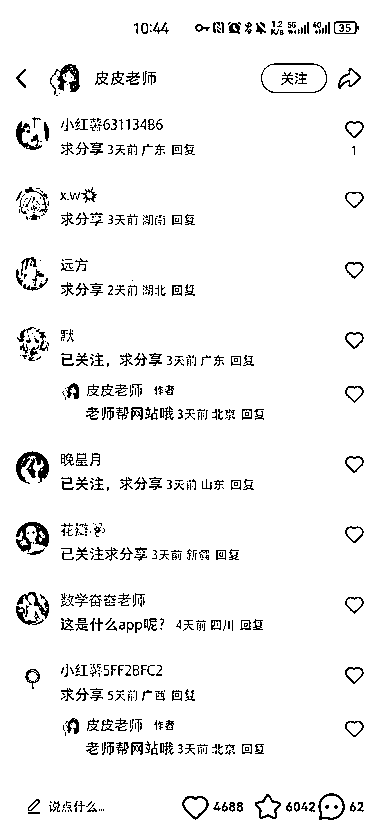 10:44 1.2 K/s 5G 4G 35
皮皮老师 关注
小红薯631134B6
求分享 3天前 广东 回复
1
x.w
求分享 3天前 湖南 回复
远方
求分享 2天前 湖北 回复
默
已关注，求分享 3天前 广东 回复
皮皮老师 作者
老师帮网站哦 3天前 北京 回复
晚星月
已关注，求分享 3天前 山东 回复
花瓣
已关注求分享 3天前 新疆 回复
数学奋奋老师
这是什么app呢？ 4天前 四川 回复
小红薯5FF2BFC2
求分享 5天前 广西 回复
皮皮老师 作者
老师帮网站哦 3天前 北京 回复
说点什么... 4688 6042 62